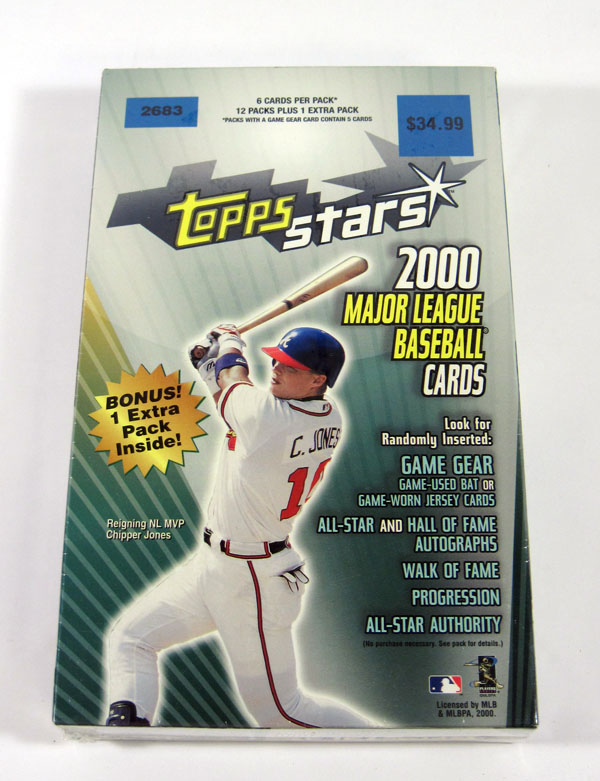 2683
6 CARDS PER PACK*
12 PACKS PLUS 1 EXTRA PACK
*PACKS WITH A GAME GEAR CARD CONTAIN 5 CARDS
$34.99
topps stars™
2000
MAJOR LEAGUE
BASEBALL®
CARDS
BONUS!
1 Extra
Pack
Inside!
C. JONES
10
Reigning NL MVP
Chipper Jones
Look for
Randomly Inserted:
GAME GEAR
GAME-USED BAT OR
GAME-WORN JERSEY CARDS
ALL-STAR AND HALL OF FAME
AUTOGRAPHS
WALK OF FAME
PROGRESSION
ALL-STAR AUTHORITY
(No purchase necessary. See pack for details.)
PLAYERS
Licensed by MLB
& MLBPA, 2000.